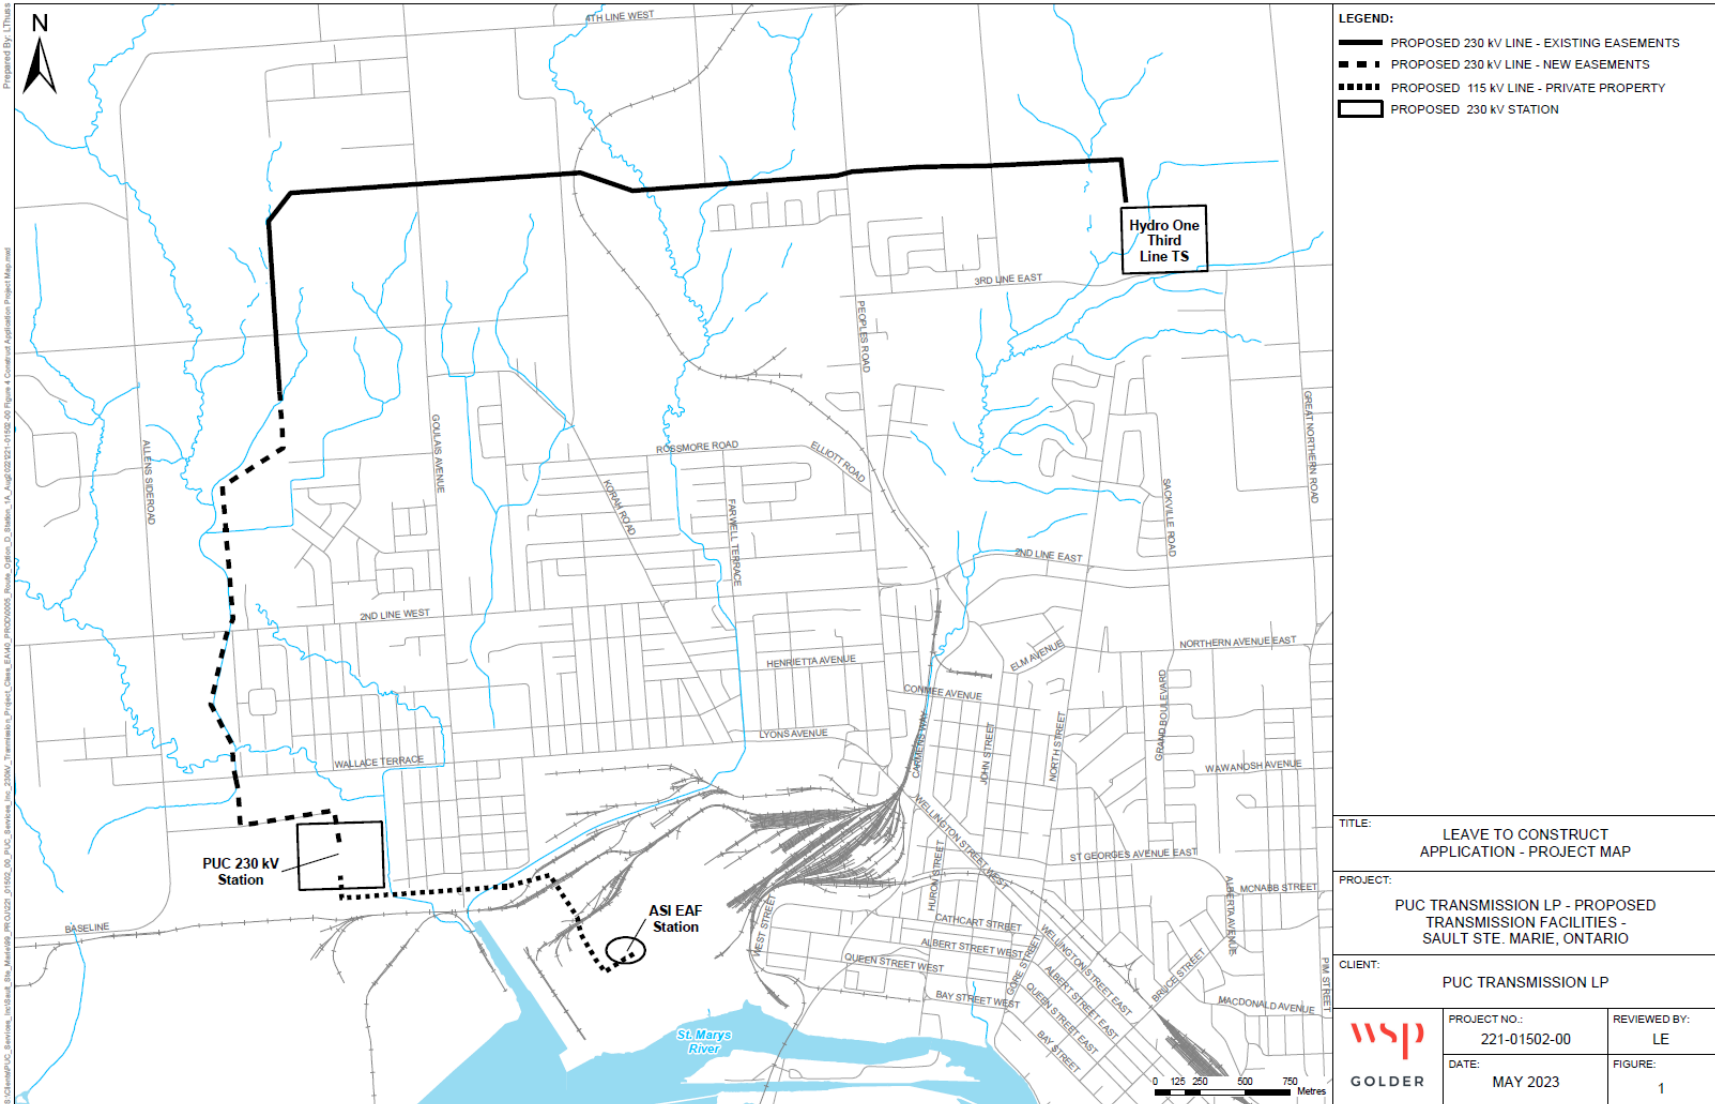 N
4TH LINE WEST
Hydro One
Third
Line TS
3RD LINE EAST
PEOPLES ROAD
GREAT NORTHERN ROAD
GOULAIS AVENUE
ALLENS SIDEROAD
ROSSMORE ROAD
ELLIOTT ROAD
KORAH ROAD
FARWELL TERRACE
SACKVILLE ROAD
2ND LINE EAST
2ND LINE WEST
NORTHERN AVENUE EAST
ELM AVENUE
HENRIETTA AVENUE
CONMEE AVENUE
GRAND BOULEVARD
CARMENS WAY
JOHN STREET
NORTH STREET
LYONS AVENUE
WALLACE TERRACE
WAWANOSH AVENUE
WELLINGTON STREET WEST
ST GEORGES AVENUE EAST
PUC 230 kV
Station
HURON STREET
ALBERTA AVENUE
MCNABB STREET
ASI EAF
Station
BASELINE
WEST STREET
CATHCART STREET
ALBERT STREET WEST
QUEEN STREET WEST
GORE STREET
WELLINGTON STREET EAST
ALBERT STREET EAST
QUEEN STREET EAST
BRUCE STREET
BAY STREET WEST
BAY STREET
MACDONALD AVENUE
PIM STREET
St. Marys
River
0 125 250 500 750
Metres
Prepared By: LThuss
LEGEND:
PROPOSED 230 kV LINE - EXISTING EASEMENTS
PROPOSED 230 kV LINE - NEW EASEMENTS
PROPOSED 115 kV LINE - PRIVATE PROPERTY
PROPOSED 230 kV STATION
TITLE:
LEAVE TO CONSTRUCT
APPLICATION - PROJECT MAP
PROJECT:
PUC TRANSMISSION LP - PROPOSED
TRANSMISSION FACILITIES -
SAULT STE. MARIE, ONTARIO
CLIENT:
PUC TRANSMISSION LP
wsp
GOLDER
PROJECT NO.:
221-01502-00
REVIEWED BY:
LE
DATE:
MAY 2023
FIGURE:
1